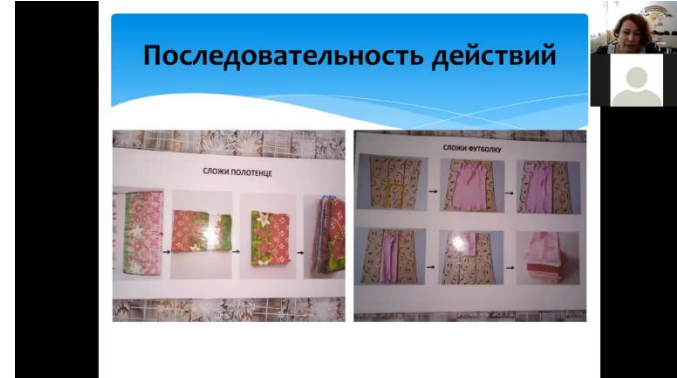 Последовательность действий
СЛОЖИ ПОЛОТЕНЦЕ
СЛОЖИ ФУТБОЛКУ